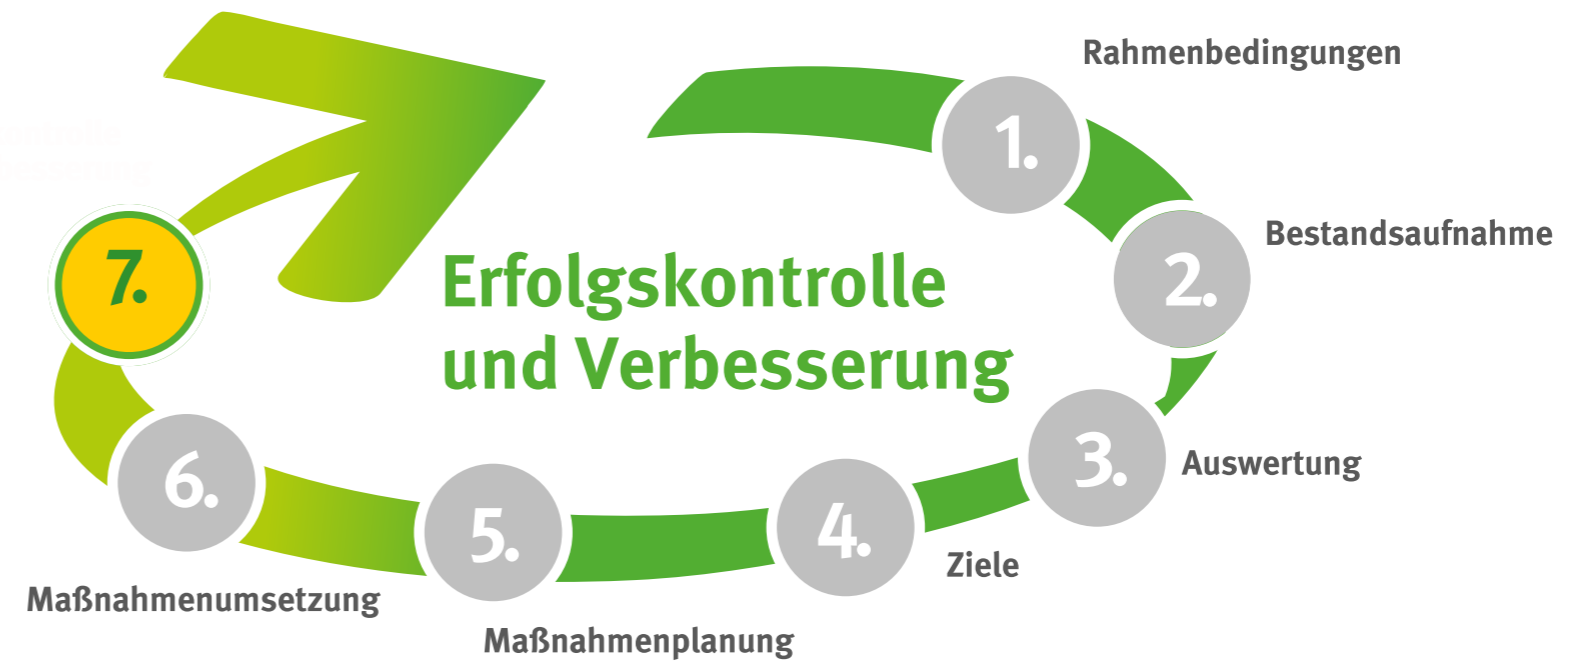 Rahmenbedingungen
1.
Bestandsaufnahme
2.
7.
Erfolgskontrolle
und Verbesserung
3.
Auswertung
6.
5.
4.
Ziele
Maßnahmenumsetzung
Maßnahmenplanung